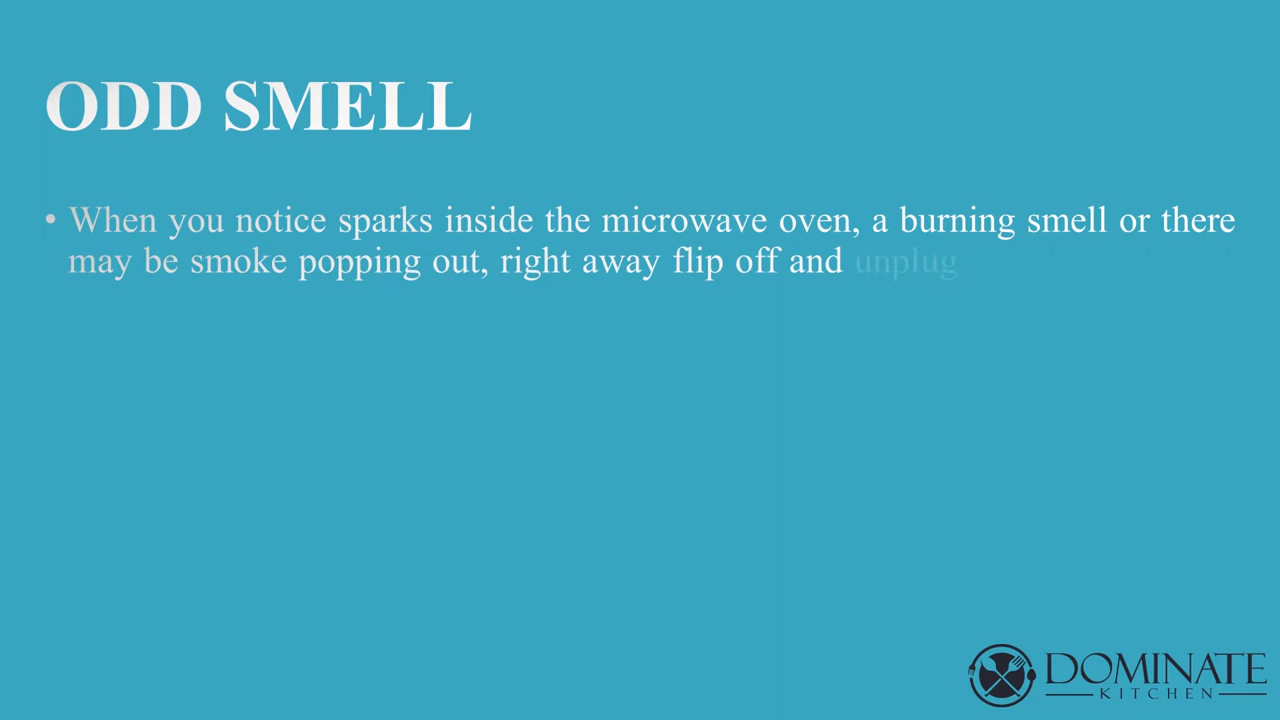 ODD SMELL
• When you notice sparks inside the microwave oven, a burning smell or there
may be smoke popping out, right away flip off and unplug
DOMINATE
KITCHEN